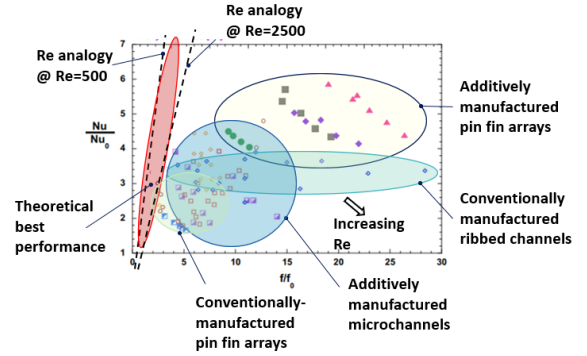 Re analogy
@ Re=2500
Re analogy
@ Re=500
Nu
Nu0
7
6
5
4
3
2
1
0
5
10
15
20
25
30
f/f0
Additively
manufactured
pin fin arrays
Conventionally
manufactured
ribbed channels
Increasing
Re
Theoretical
best
performance
Additively
manufactured
microchannels
Conventionally-
manufactured
pin fin arrays